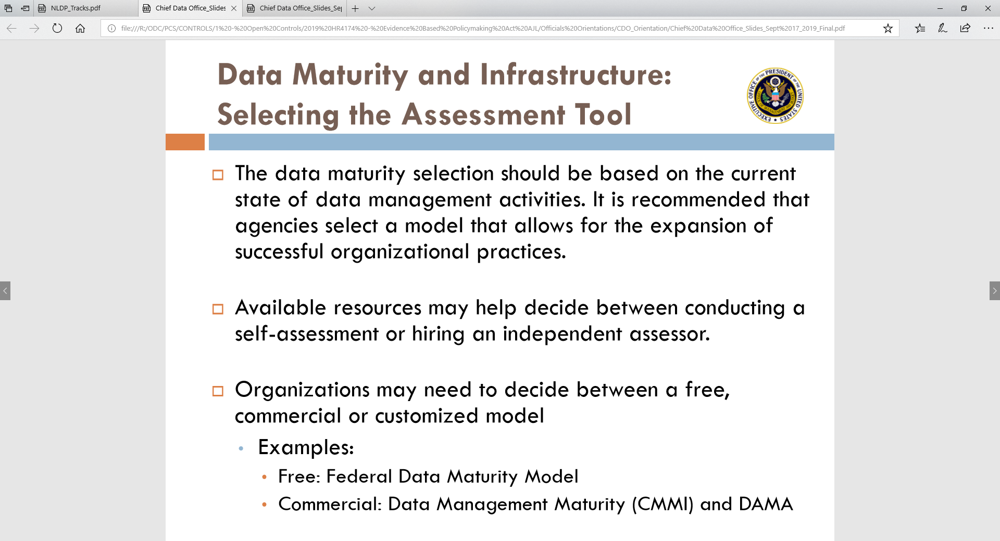 NLDP_Tracks.pdf
Chief Data Office_Slides
Chief Data Office_Slides_Se
file:///R:/ODC/PCS/CONTROLS/1%20-%20Open%20Controls/2019%20HR4174%20-%20Evidence%20Based%20Policymaking%20Act%20AJL/Officials%20Orientations/CDO_Orientation/Chief%20Data%20Office_Slides_Sept%2017_2019_Final.pdf
Data Maturity and Infrastructure:
Selecting the Assessment Tool
EXECUTIVE OFFICE OF THE PRESIDENT OF THE UNITED STATES
The data maturity selection should be based on the current
state of data management activities. It is recommended that
agencies select a model that allows for the expansion of
successful organizational practices.
Available resources may help decide between conducting a
self-assessment or hiring an independent assessor.
Organizations may need to decide between a free,
commercial or customized model
Examples:
Free: Federal Data Maturity Model
Commercial: Data Management Maturity (CMMI) and DAMA